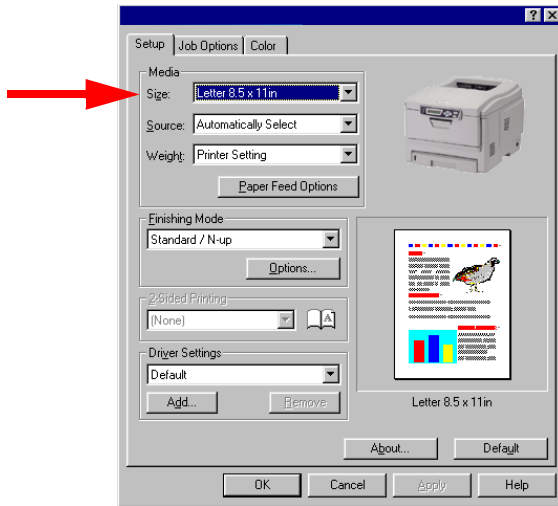 Setup
Job Options
Color
Media
Size:
Letter 8.5 x 11in
Source:
Automatically Select
Weight:
Printer Setting
Paper Feed Options
Finishing Mode
Standard / N-up
Options...
2-Sided Printing
(None)
A
Driver Settings
Default
Add...
Remove
Letter 8.5 x 11in
About...
Default
OK
Cancel
Apply
Help